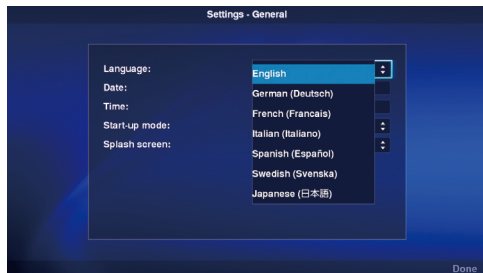 Settings - General
Language:
English
Date:
German (Deutsch)
Time:
French (Francais)
Start-up mode:
Italian (Italiano)
Splash screen:
Spanish (Español)
Swedish (Svenska)
Japanese (日本語)
Done